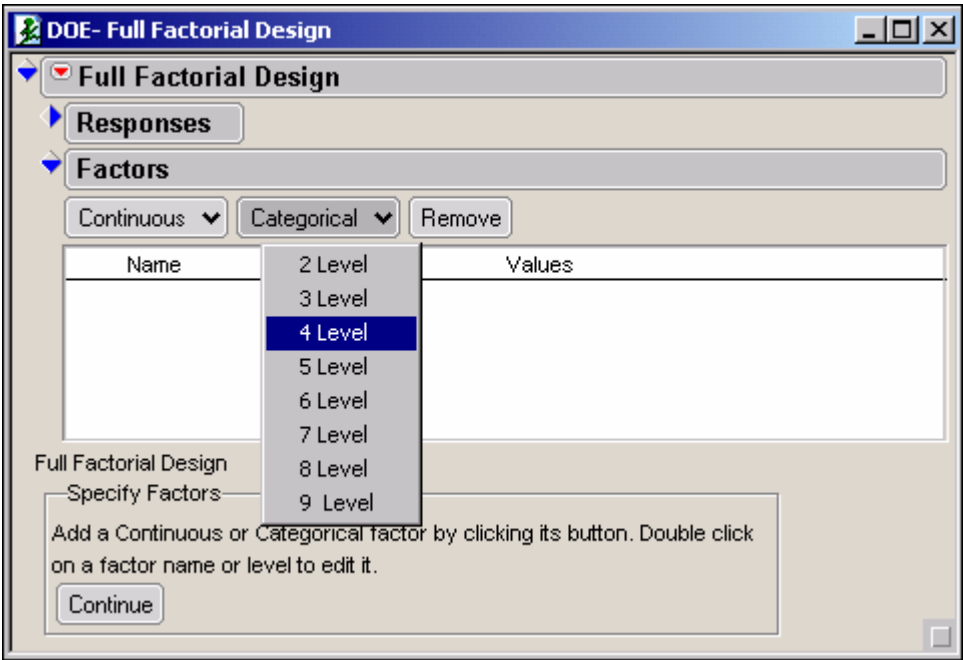 DOE- Full Factorial Design
Full Factorial Design
Responses
Factors
Continuous Categorical Remove
Name Values
2 Level
3 Level
4 Level
5 Level
6 Level
7 Level
8 Level
9 Level
Full Factorial Design
Specify Factors
Add a Continuous or Categorical factor by clicking its button. Double click
on a factor name or level to edit it.
Continue